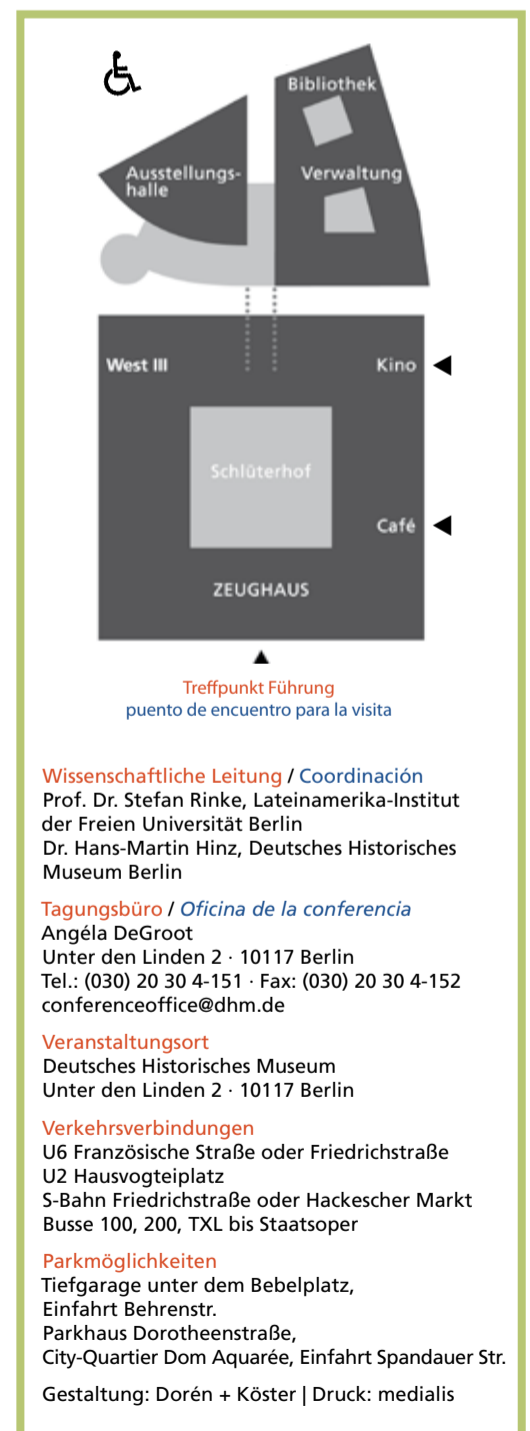 Bibliothek
Ausstellungs-
halle
Verwaltung
West III
Kino
Schlüterhof
Café
ZEUGHAUS
Treffpunkt Führung
puento de encuentro para la visita
Wissenschaftliche Leitung / Coordinación
Prof. Dr. Stefan Rinke, Lateinamerika-Institut
der Freien Universität Berlin
Dr. Hans-Martin Hinz, Deutsches Historisches
Museum Berlin
Tagungsbüro / Oficina de la conferencia
Angéla DeGroot
Unter den Linden 2 · 10117 Berlin
Tel.: (030) 20 30 4-151 · Fax: (030) 20 30 4-152
conferenceoffice@dhm.de
Veranstaltungsort
Deutsches Historisches Museum
Unter den Linden 2 · 10117 Berlin
Verkehrsverbindungen
U6 Französische Straße oder Friedrichstraße
U2 Hausvogteiplatz
S-Bahn Friedrichstraße oder Hackescher Markt
Busse 100, 200, TXL bis Staatsoper
Parkmöglichkeiten
Tiefgarage unter dem Bebelplatz,
Einfahrt Behrenstr.
Parkhaus Dorotheenstraße,
City-Quartier Dom Aquarée, Einfahrt Spandauer Str.
Gestaltung: Dorén + Köster | Druck: medialis